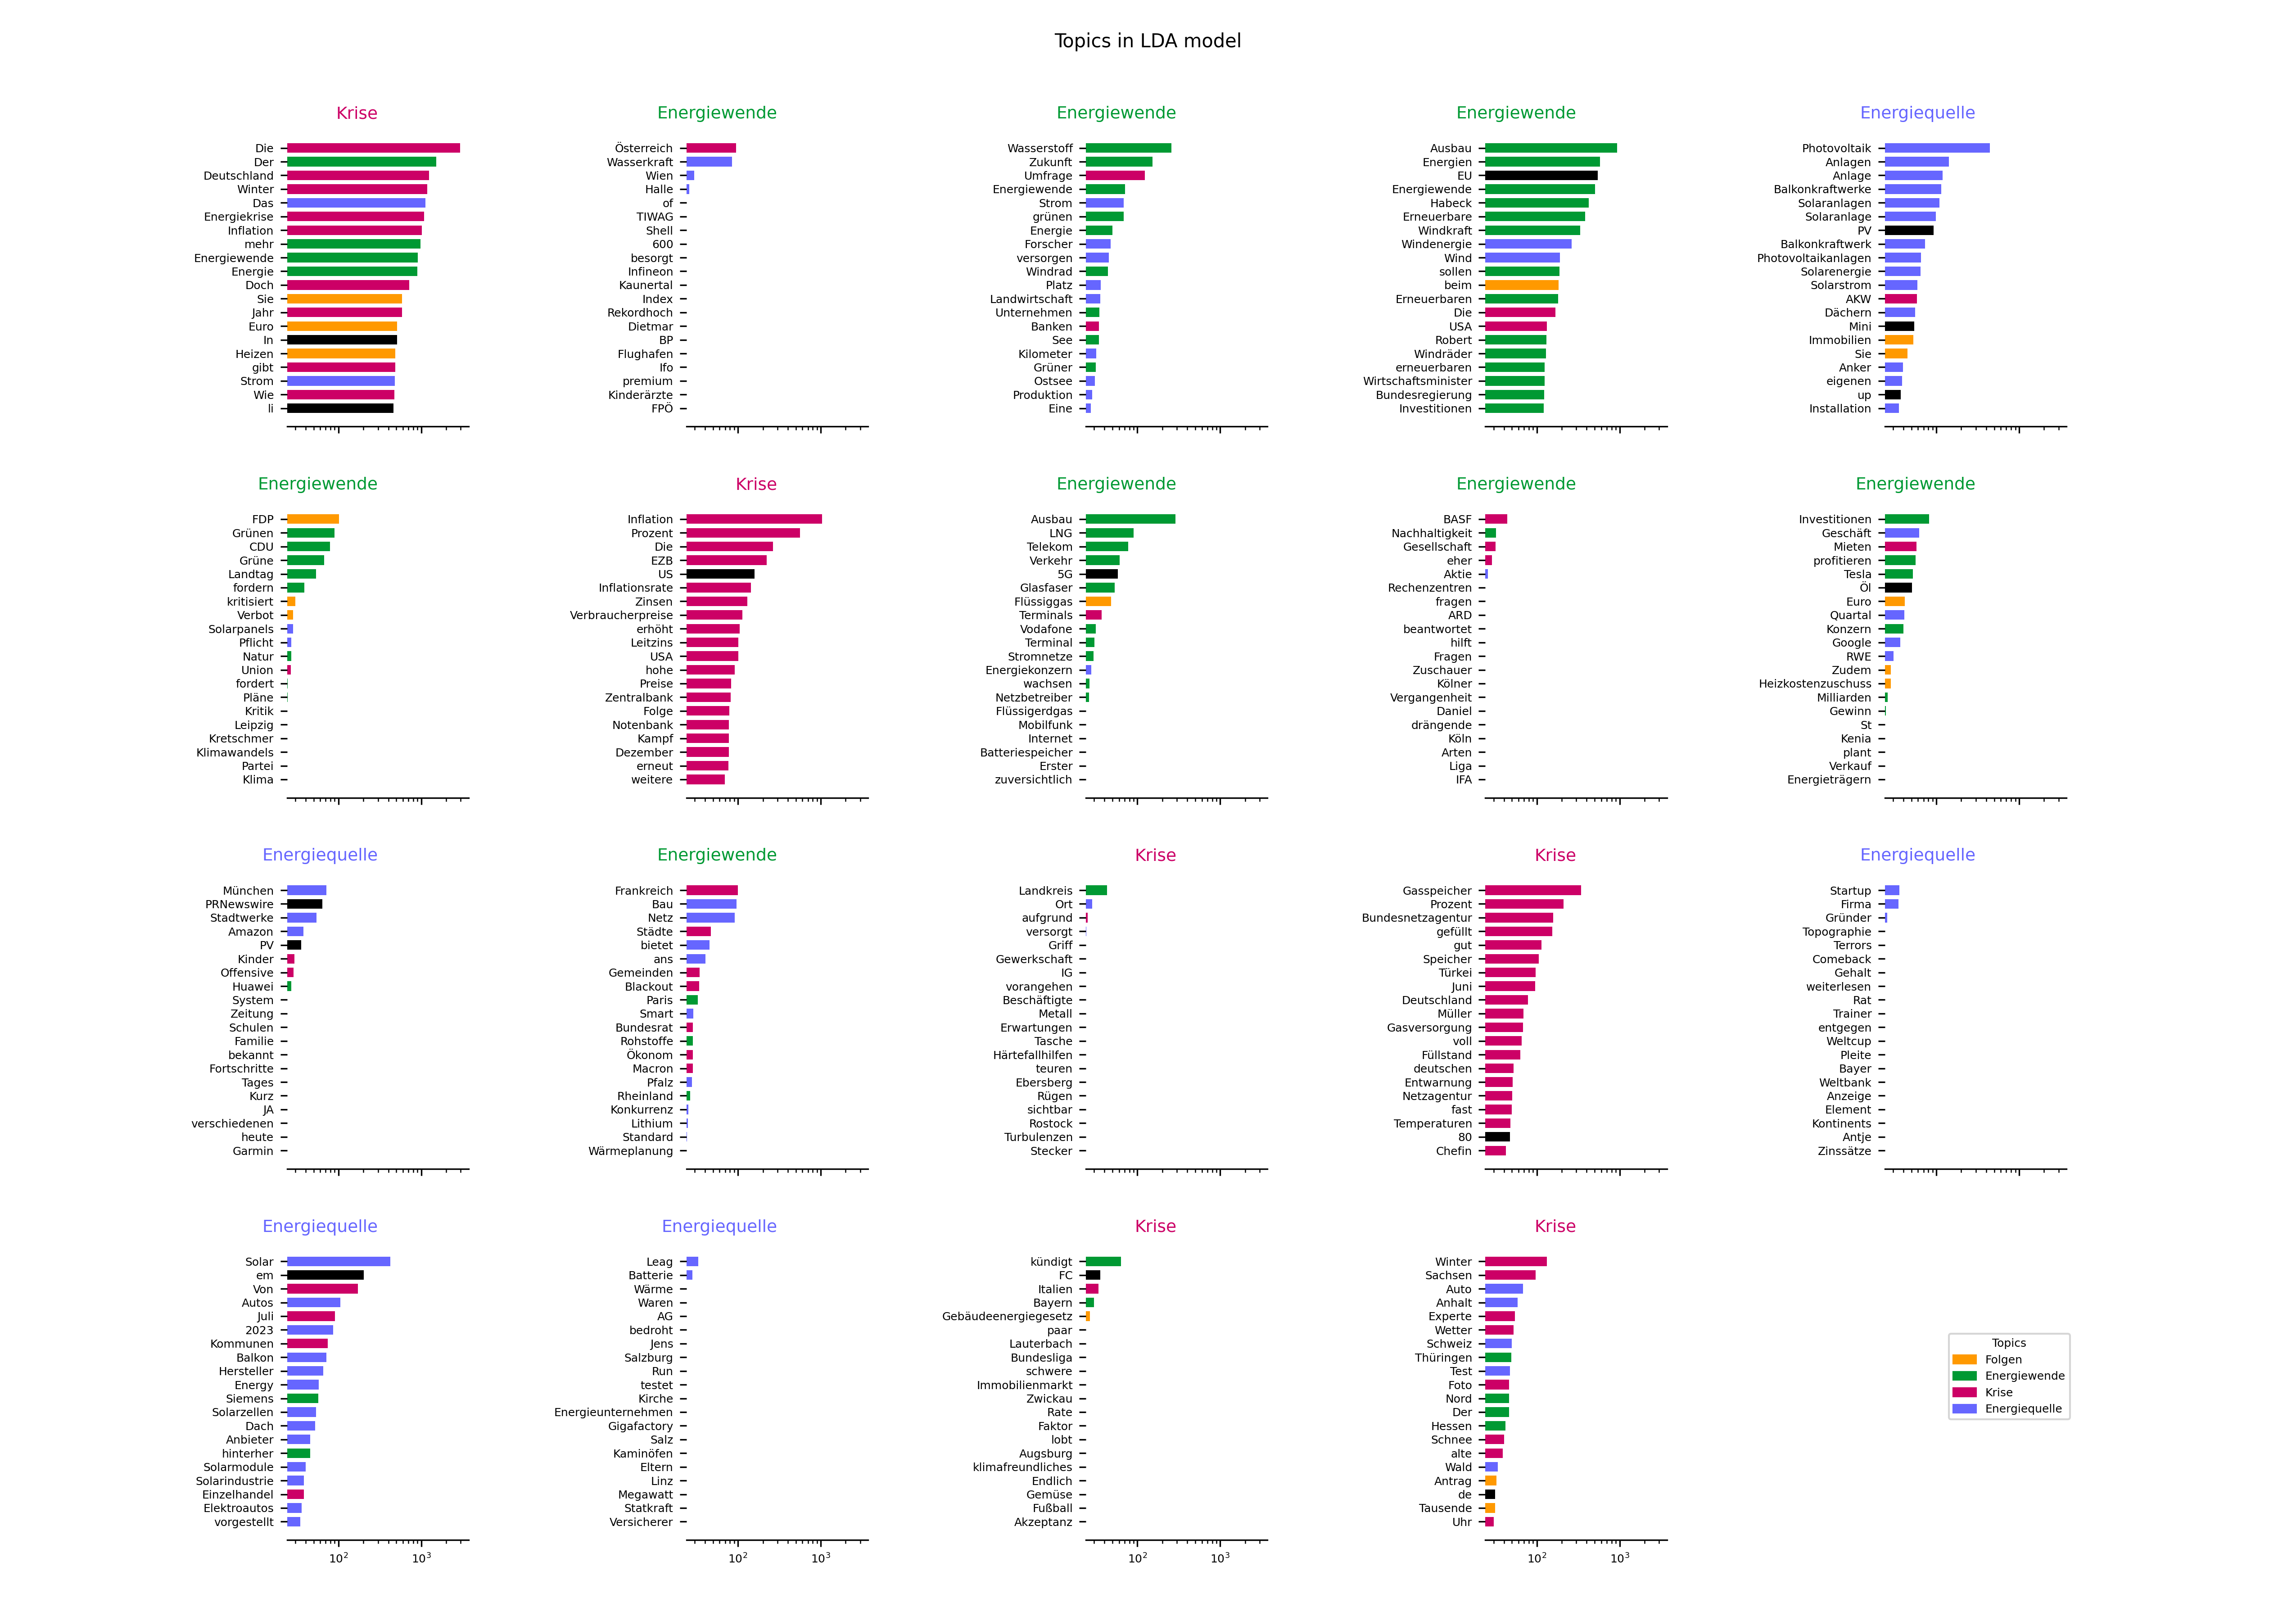 Topics in LDA model
Krise
Die
Der
Deutschland
Winter
Das
Energiekrise
Inflation
mehr
Energiewende
Energie
Doch
Sie
Jahr
Euro
In
Heizen
gibt
Strom
Wie
li
Energiewende
Österreich
Wasserkraft
Wien
Halle
of
TIWAG
Shell
600
besorgt
Infineon
Kaunertal
Index
Rekordhoch
Dietmar
BP
Flughafen
Ifo
premium
Kinderärzte
FPÖ
Energiewende
Wasserstoff
Zukunft
Umfrage
Energiewende
Strom
grünen
Energie
Forscher
versorgen
Windrad
Platz
Landwirtschaft
Unternehmen
Banken
See
Kilometer
Grüner
Ostsee
Produktion
Eine
Energiewende
Ausbau
Energien
EU
Energiewende
Habeck
Erneuerbare
Windkraft
Windenergie
Wind
sollen
beim
Erneuerbaren
Die
USA
Robert
Windräder
erneuerbaren
Wirtschaftsminister
Bundesregierung
Investitionen
Energiequelle
Photovoltaik
Anlagen
Anlage
Balkonkraftwerke
Solaranlagen
Solaranlage
PV
Balkonkraftwerk
Photovoltaikanlagen
Solarenergie
Solarstrom
AKW
Dächern
Mini
Immobilien
Sie
Anker
eigenen
up
Installation
Energiewende
FDP
Grünen
CDU
Grüne
Landtag
fordern
kritisiert
Verbot
Solarpanels
Pflicht
Natur
Union
fordert
Pläne
Kritik
Leipzig
Kretschmer
Klimawandels
Partei
Klima
Krise
Inflation
Prozent
Die
EZB
US
Inflationsrate
Zinsen
Verbraucherpreise
erhöht
Leitzins
USA
hohe
Preise
Zentralbank
Folge
Notenbank
Kampf
Dezember
erneut
weitere
Energiewende
Ausbau
LNG
Telekom
Verkehr
5G
Glasfaser
Flüssiggas
Terminals
Vodafone
Terminal
Stromnetze
Energiekonzern
wachsen
Netzbetreiber
Flüssigerdgas
Mobilfunk
Internet
Batteriespeicher
Erster
zuversichtlich
Energiewende
BASF
Nachhaltigkeit
Gesellschaft
eher
Aktie
Rechenzentren
fragen
ARD
beantwortet
hilft
Fragen
Zuschauer
Kölner
Vergangenheit
Daniel
drängende
Köln
Arten
Liga
IFA
Energiewende
Investitionen
Geschäft
Mieten
profitieren
Tesla
Öl
Euro
Quartal
Konzern
Google
RWE
Zudem
Heizkostenzuschuss
Milliarden
Gewinn
St
Kenia
plant
Verkauf
Energieträgern
Energiequelle
München
PRNewswire
Stadtwerke
Amazon
PV
Kinder
Offensive
Huawei
System
Zeitung
Schulen
Familie
bekannt
Fortschritte
Tages
Kurz
JA
verschiedenen
heute
Garmin
Energiewende
Frankreich
Bau
Netz
Städte
bietet
ans
Gemeinden
Blackout
Paris
Smart
Bundesrat
Rohstoffe
Ökonom
Macron
Pfalz
Rheinland
Konkurrenz
Lithium
Standard
Wärmeplanung
Krise
Landkreis
Ort
aufgrund
versorgt
Griff
Gewerkschaft
IG
vorangehen
Beschäftigte
Metall
Erwartungen
Tasche
Härtefallhilfen
teuren
Ebersberg
Rügen
sichtbar
Rostock
Turbulenzen
Stecker
Krise
Gasspeicher
Prozent
Bundesnetzagentur
gefüllt
gut
Speicher
Türkei
Juni
Deutschland
Müller
Gasversorgung
voll
Füllstand
deutschen
Entwarnung
Netzagentur
fast
Temperaturen
80
Chefin
Energiequelle
Startup
Firma
Gründer
Topographie
Terrors
Comeback
Gehalt
weiterlesen
Rat
Trainer
entgegen
Weltcup
Pleite
Bayer
Weltbank
Anzeige
Element
Kontinents
Antje
Zinssätze
Energiequelle
Solar
em
Von
Autos
Juli
2023
Kommunen
Balkon
Hersteller
Energy
Siemens
Solarzellen
Dach
Anbieter
hinterher
Solarmodule
Solarindustrie
Einzelhandel
Elektroautos
vorgestellt
10² 10³
Energiequelle
Leag
Batterie
Wärme
Waren
AG
bedroht
Jens
Salzburg
Run
testet
Kirche
Energieunternehmen
Gigafactory
Salz
Kaminöfen
Eltern
Linz
Megawatt
Statkraft
Versicherer
10² 10³
Krise
kündigt
FC
Italien
Bayern
Gebäudeenergiegesetz
paar
Lauterbach
Bundesliga
schwere
Immobilienmarkt
Zwickau
Rate
Faktor
lobt
Augsburg
klimafreundliches
Endlich
Gemüse
Fußball
Akzeptanz
10² 10³
Krise
Winter
Sachsen
Auto
Anhalt
Experte
Wetter
Schweiz
Thüringen
Test
Foto
Nord
Der
Hessen
Schnee
alte
Wald
Antrag
de
Tausende
Uhr
10² 10³
Topics
Folgen
Energiewende
Krise
Energiequelle